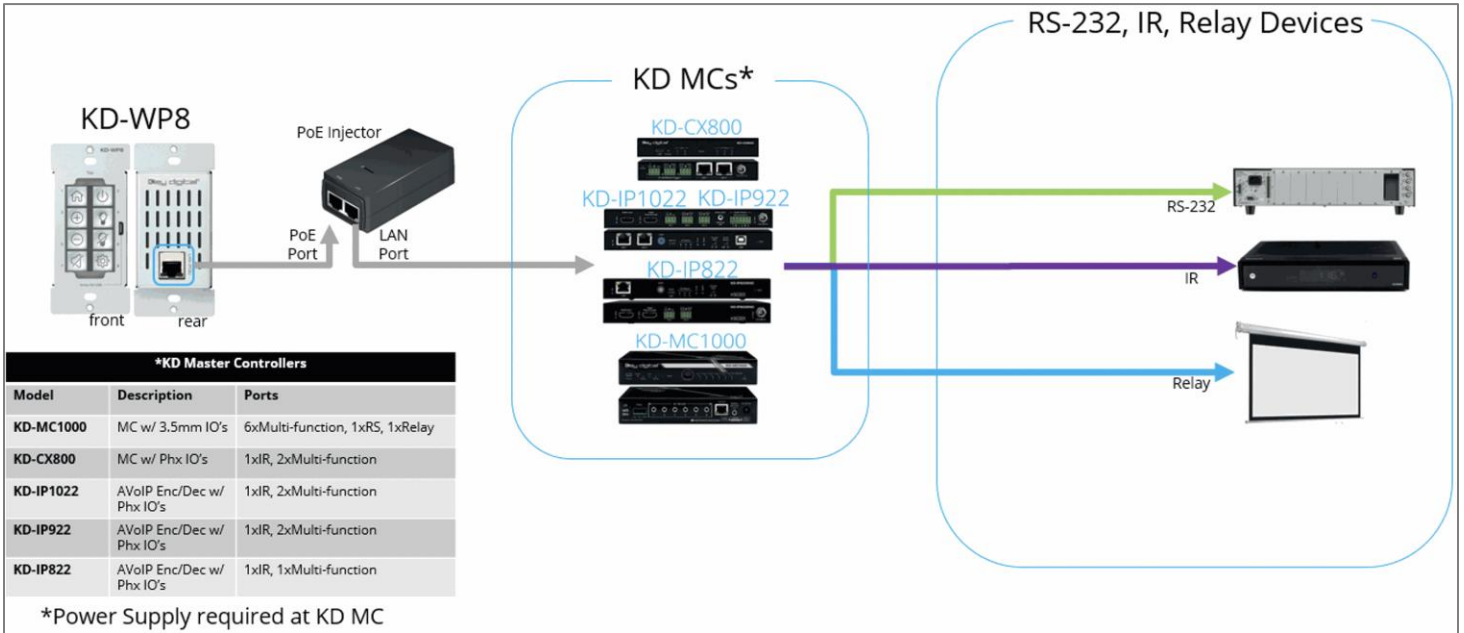 RS-232, IR, Relay Devices
KD MCs*
KD-WP8
PoE Injector
KD-CX800
KD-WP8
Key digital
KD-IP1022 KD-IP922
RS-232
PoE
Port
LAN
Port
KD-IP822
IR
front
rear
KD-MC1000
Relay
*KD Master Controllers
Model Description Ports
KD-MC1000 MC w/ 3.5mm IO's 6xMulti-function, 1xRS, 1xRelay
KD-CX800 MC w/ Phx IO's 1xIR, 2xMulti-function
KD-IP1022 AVoIP Enc/Dec w/
Phx IO's 1xIR, 2xMulti-function
KD-IP922 AVoIP Enc/Dec w/
Phx IO's 1xIR, 2xMulti-function
KD-IP822 AVoIP Enc/Dec w/
Phx IO's 1xIR, 1xMulti-function
*Power Supply required at KD MC